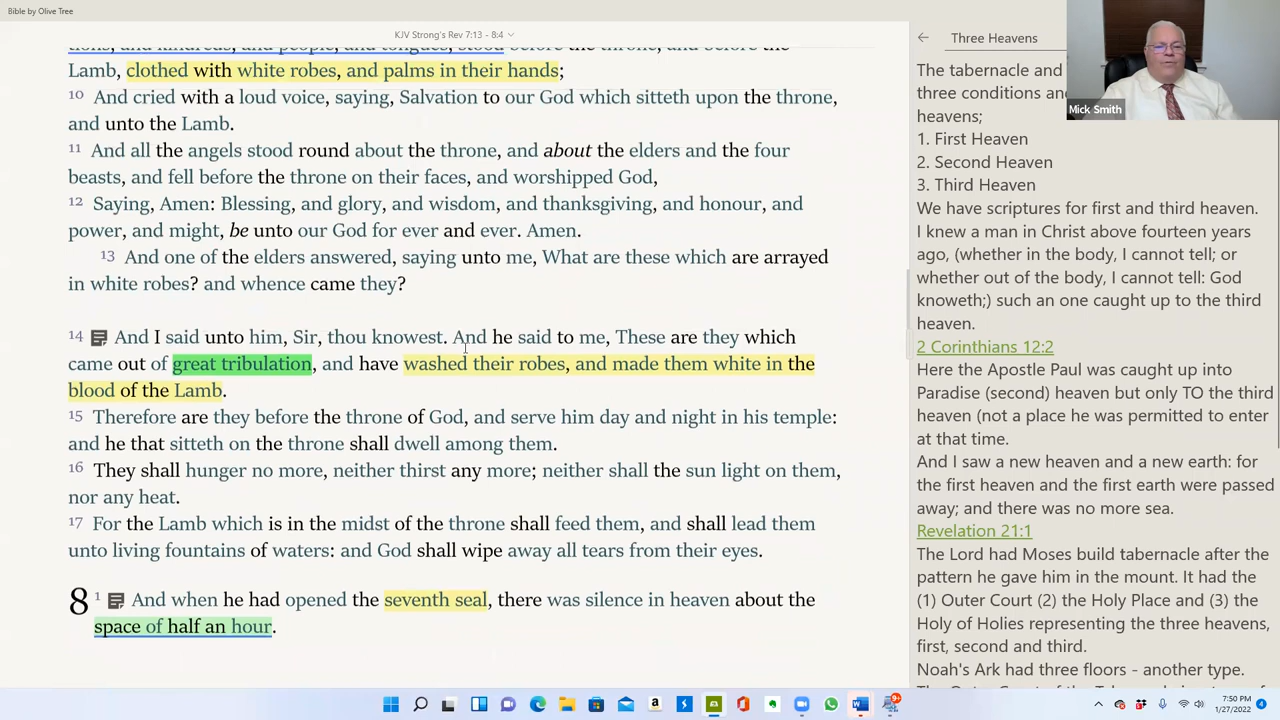 Bible by Olive Tree
KJV Strong's Rev 7:13 - 8:4
tions, and kindreds, and people, and tongues, stood before the throne, and before the
Lamb, clothed with white robes, and palms in their hands;
10 And cried with a loud voice, saying, Salvation to our God which sitteth upon the throne,
and unto the Lamb.
11 And all the angels stood round about the throne, and about the elders and the four
beasts, and fell before the throne on their faces, and worshipped God,
12 Saying, Amen: Blessing, and glory, and wisdom, and thanksgiving, and honour, and
power, and might, be unto our God for ever and ever. Amen.
13 And one of the elders answered, saying unto me, What are these which are arrayed
in white robes? and whence came they?
14 And I said unto him, Sir, thou knowest. And he said to me, These are they which
came out of great tribulation, and have washed their robes, and made them white in the
blood of the Lamb.
15 Therefore are they before the throne of God, and serve him day and night in his temple:
and he that sitteth on the throne shall dwell among them.
16 They shall hunger no more, neither thirst any more; neither shall the sun light on them,
nor any heat.
17 For the Lamb which is in the midst of the throne shall feed them, and shall lead them
unto living fountains of waters: and God shall wipe away all tears from their eyes.
8 1 And when he had opened the seventh seal, there was silence in heaven about the
space of half an hour.
Three Heavens
The tabernacle and
three conditions and
heavens;
1. First Heaven
2. Second Heaven
3. Third Heaven
We have scriptures for first and third heaven.
I knew a man in Christ above fourteen years
ago, (whether in the body, I cannot tell; or
whether out of the body, I cannot tell: God
knoweth;) such an one caught up to the third
heaven.
2 Corinthians 12:2
Here the Apostle Paul was caught up into
Paradise (second) heaven but only TO the third
heaven (not a place he was permitted to enter
at that time.
And I saw a new heaven and a new earth: for
the first heaven and the first earth were passed
away; and there was no more sea.
Revelation 21:1
The Lord had Moses build tabernacle after the
pattern he gave him in the mount. It had the
(1) Outer Court (2) the Holy Place and (3) the
Holy of Holies representing the three heavens,
first, second and third.
Noah's Ark had three floors - another type.
Mick Smith
7:50 PM
1/27/2022